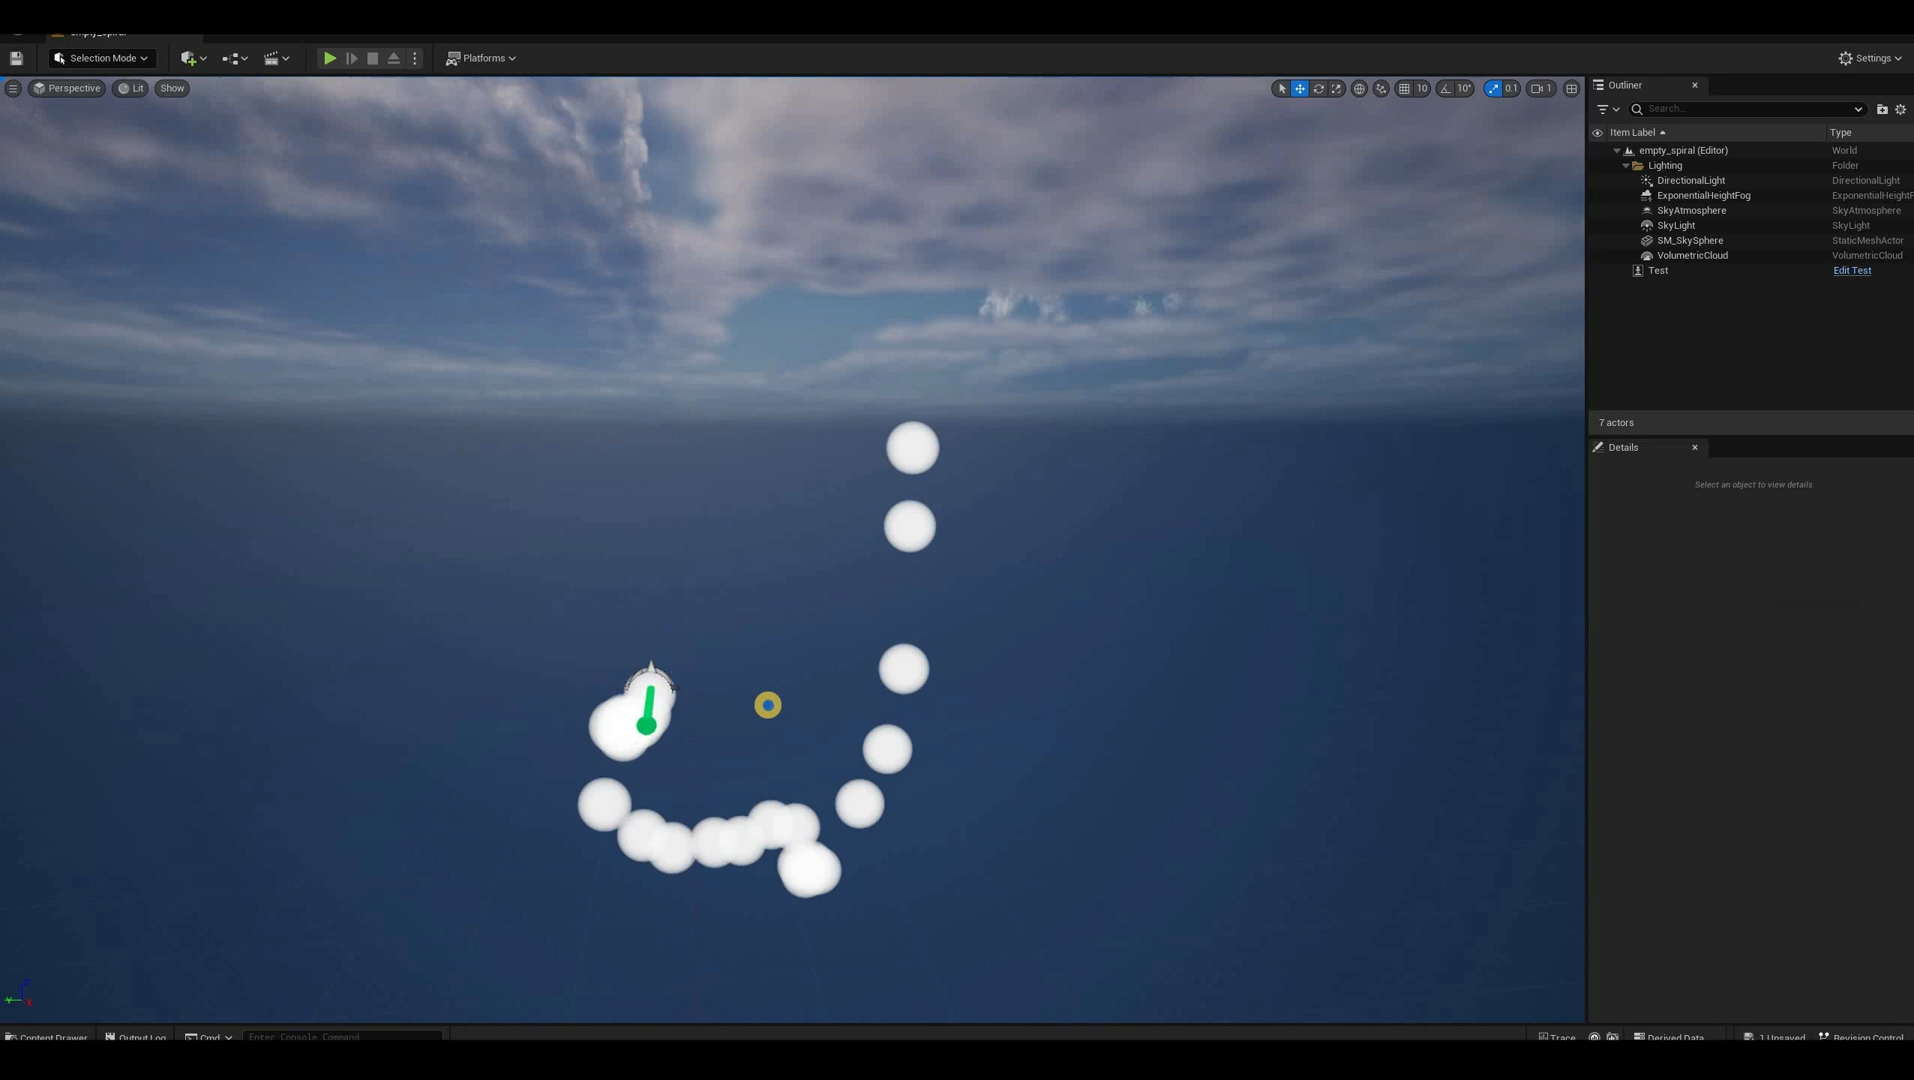 empty_spiral
Selection Mode
Platforms
Settings
Perspective
Lit
Show
10
10°
0.1
1
Outliner
Search...
Item Label
Type
empty_spiral (Editor)
World
Lighting
Folder
DirectionalLight
DirectionalLight
ExponentialHeightFog
ExponentialHeightF
SkyAtmosphere
SkyAtmosphere
SkyLight
SkyLight
SM_SkySphere
StaticMeshActor
VolumetricCloud
VolumetricCloud
Test
Edit Test
7 actors
Details
Select an object to view details.
Content Drawer
Output Log
Cmd
Enter Console Command
Trace
Derived Data
1 Unsaved
Revision Control